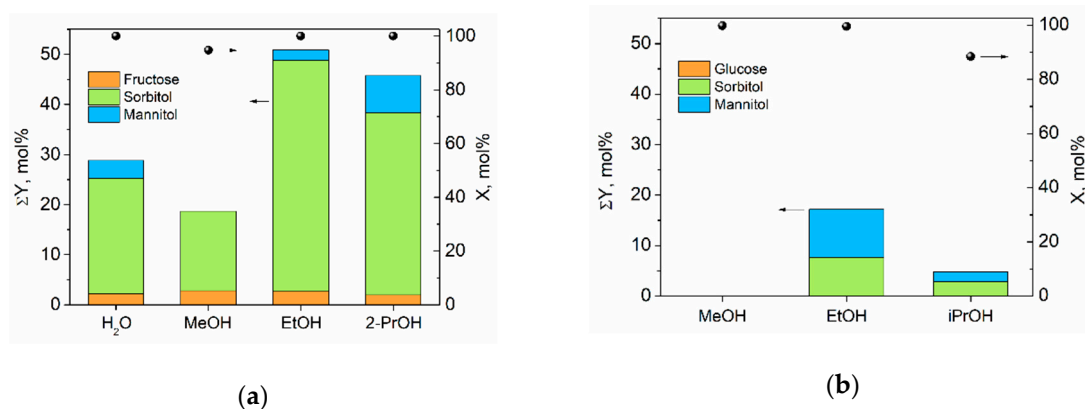 50
40
30
20
10
0
ΣY, mol%
Fructose
Sorbitol
Mannitol
100
80
60
40
20
0
X, mol%
H₂O MeOH EtOH 2-PrOH
(a)
50
40
30
20
10
0
ΣY, mol%
Glucose
Sorbitol
Mannitol
100
80
60
40
20
0
X, mol%
MeOH EtOH iPrOH
(b)